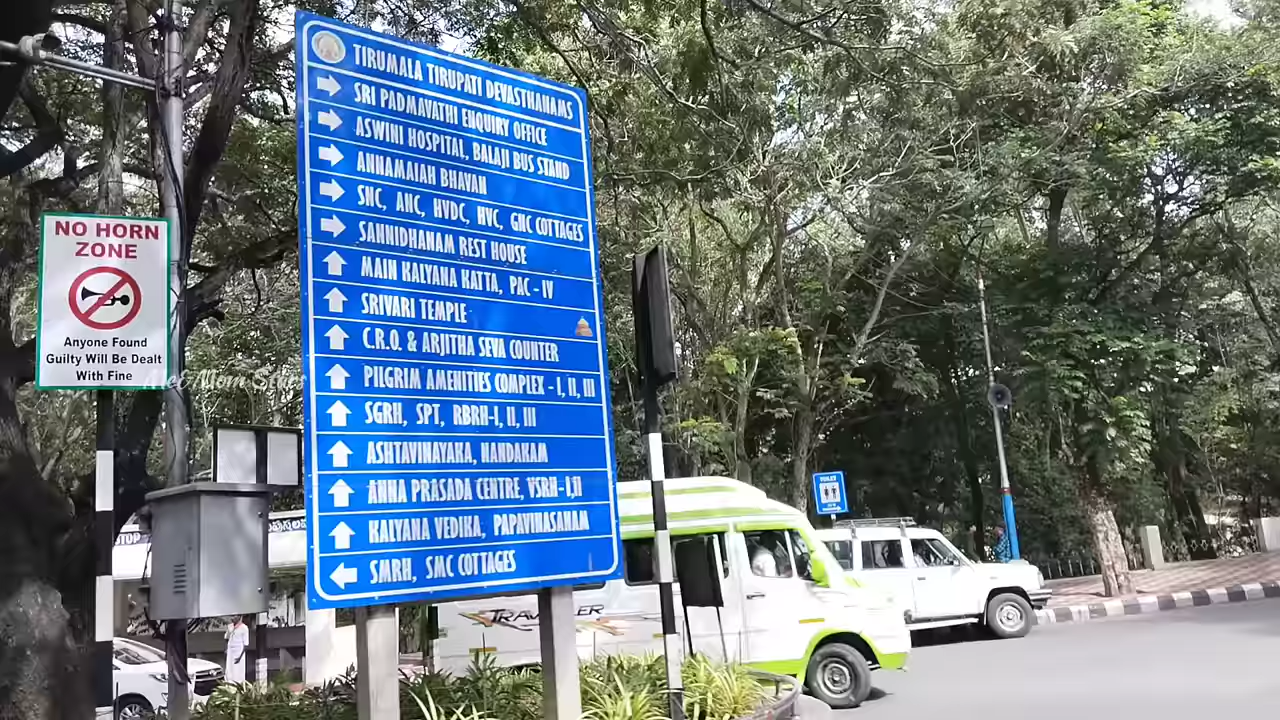 TIRUMALA TIRUPATI DEVASTHANAMS
SRI PADMAVATHI ENQUIRY OFFICE
ASWINI HOSPITAL, BALAJI BUS STAND
ANNAMAIAH BHAVAN
SNC, ANC, HVDC, HVC, GNC COTTAGES
SANNIDHANAM REST HOUSE
MAIN KALYANA KATTA, PAC - IV
SRIVARI TEMPLE
C.R.O. & ARJITHA SEVA COUNTER
PILGRIM AMENITIES COMPLEX - I, II, III
SGRH, SPT, RBRH-I, II, III
ASHTAVINAYAKA, NANDAKAM
ANNA PRASADA CENTRE, VSRH-I,II
KALYANA VEDIKA, PAPAVINASANAM
SMRH, SMC COTTAGES
NO HORN
ZONE
Anyone Found
Guilty Will Be Dealt
With Fine
TOILET
TRAVELLER